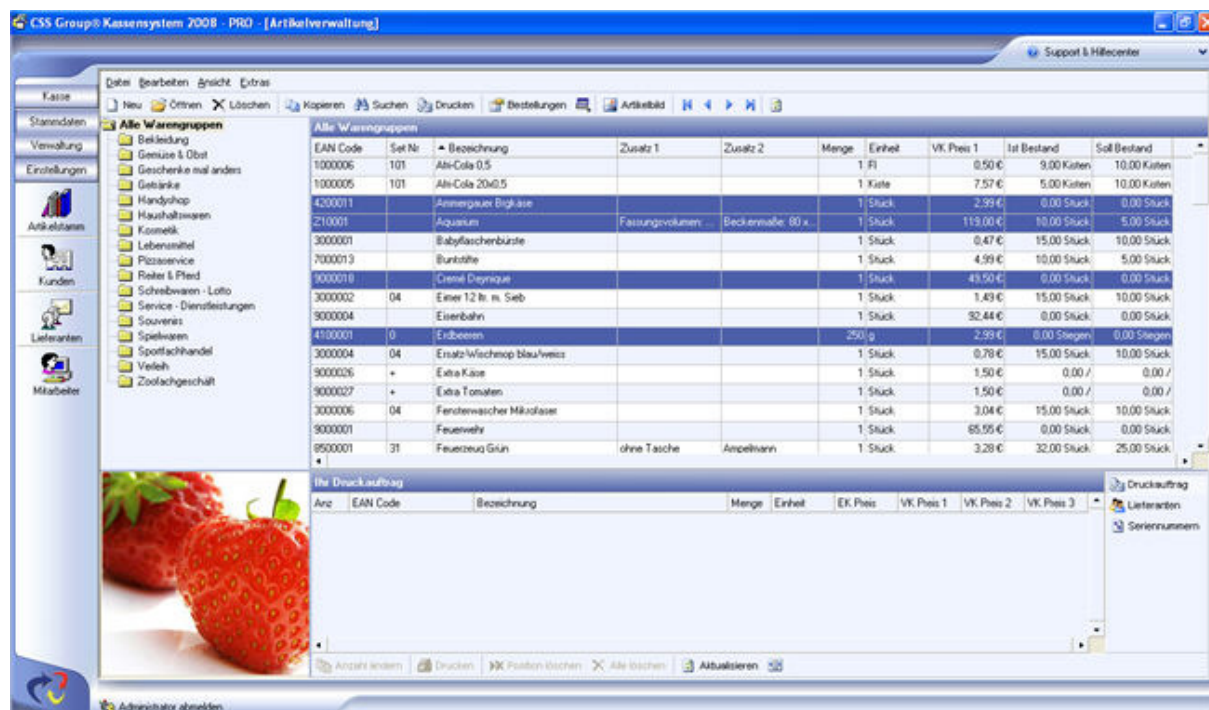 CSS Group® Kassensystem 2008 - PRO - [Artikelverwaltung]
Support & Hilfecenter
Datei Bearbeiten Ansicht Extras
Neu Öffnen Löschen Kopieren Suchen Drucken Bestellungen Artikelbild
Kasse
Stammdaten
Verwaltung
Einstellungen
Artikelstamm
Kunden
Lieferanten
Mitarbeiter
Alle Warengruppen
Bekleidung
Gemüse & Obst
Geschenke mal anders
Getränke
Handyshop
Haushaltswaren
Kosmetik
Lebensmittel
Pizzaservice
Reiter & Pferd
Schreibwaren - Lotto
Service - Dienstleistungen
Souvenirs
Spielwaren
Sportfachhandel
Verleih
Zoofachgeschäft
Alle Warengruppen
EAN Code Set Nr Bezeichnung Zusatz 1 Zusatz 2 Menge Einheit VK Preis 1 Ist Bestand Soll Bestand
1000006 101 Ahi-Cola 0,5 1 Fl 0,50 € 9,00 Kisten 10,00 Kisten
1000005 101 Ahi-Cola 20x0,5 1 Kiste 7,57 € 5,00 Kisten 10,00 Kisten
4200011 Ammergauer 1 Stück 2,99 € 0,00 Stück 0,00 Stück
Z10001 Aquarium Fassungsvolumen: ... Beckenmaße: 80 x... 1 Stück 119,00 € 10,00 Stück 5,00 Stück
3000001 Babyflaschenbürste 1 Stück 0,47 € 15,00 Stück 10,00 Stück
7000013 Buntstifte 1 Stück 4,99 € 10,00 Stück 5,00 Stück
9000018 Cremé Deynique 1 Stück 49,50 € 0,00 Stück 0,00 Stück
3000002 04 Eimer 12 ltr. m. Sieb 1 Stück 1,49 € 15,00 Stück 10,00 Stück
9000004 Eisenbahn 1 Stück 92,44 € 0,00 Stück 0,00 Stück
4100001 0 Erdbeeren 250 g 2,99 € 0,00 Stiegen 0,00 Stiegen
3000004 04 Ersatz-Wischmop blau/weiss 1 Stück 0,78 € 15,00 Stück 10,00 Stück
9000026 + Extra Käse 1 Stück 1,50 € 0,00 / 0,00 /
9000027 + Extra Tomaten 1 Stück 1,50 € 0,00 / 0,00 /
3000006 04 Fensterwascher Mikrofaser 1 Stück 3,04 € 15,00 Stück 10,00 Stück
9000001 Feuerwehr 1 Stück 65,55 € 0,00 Stück 0,00 Stück
8500001 31 Feuerzeug Grün ohne Tasche Ampelmann 1 Stück 3,28 € 32,00 Stück 25,00 Stück
Ihr Druckauftrag
Anz EAN Code Bezeichnung Menge Einheit EK Preis VK Preis 1 VK Preis 2 VK Preis 3
Druckauftrag
Lieferanten
Seriennummern
Anzahl ändern Drucken Position löschen Alle löschen Aktualisieren
Administrator abmelden